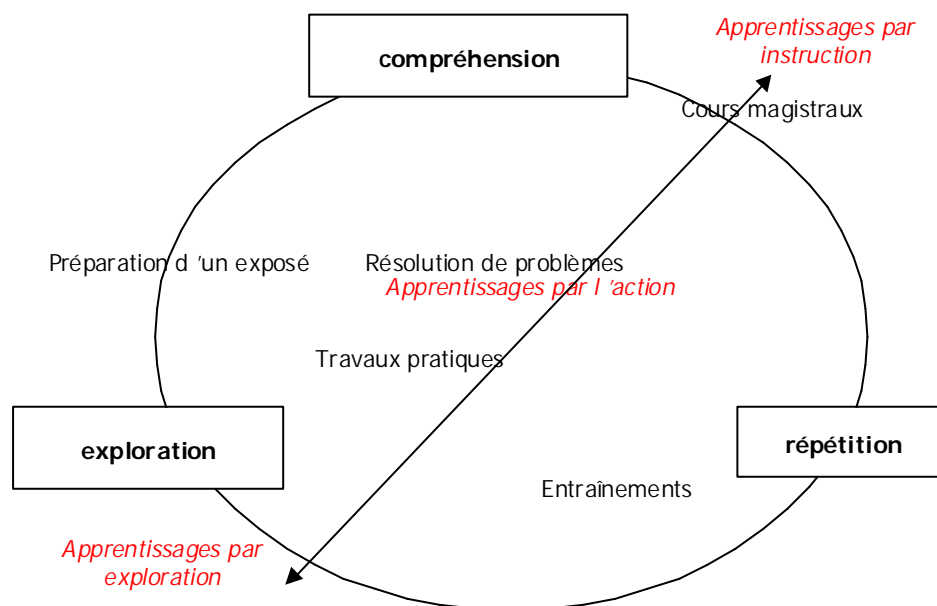 Apprentissages par
instruction
compréhension
Cours magistraux
Préparation d 'un exposé
Résolution de problèmes
Apprentissages par l 'action
Travaux pratiques
exploration
répétition
Entraînements
Apprentissages par
exploration